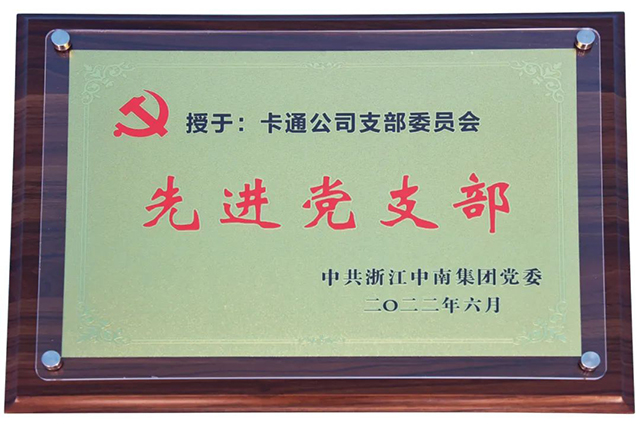 授于：卡通公司支部委员会
先进党支部
中共浙江中南集团党委
二〇二二年六月